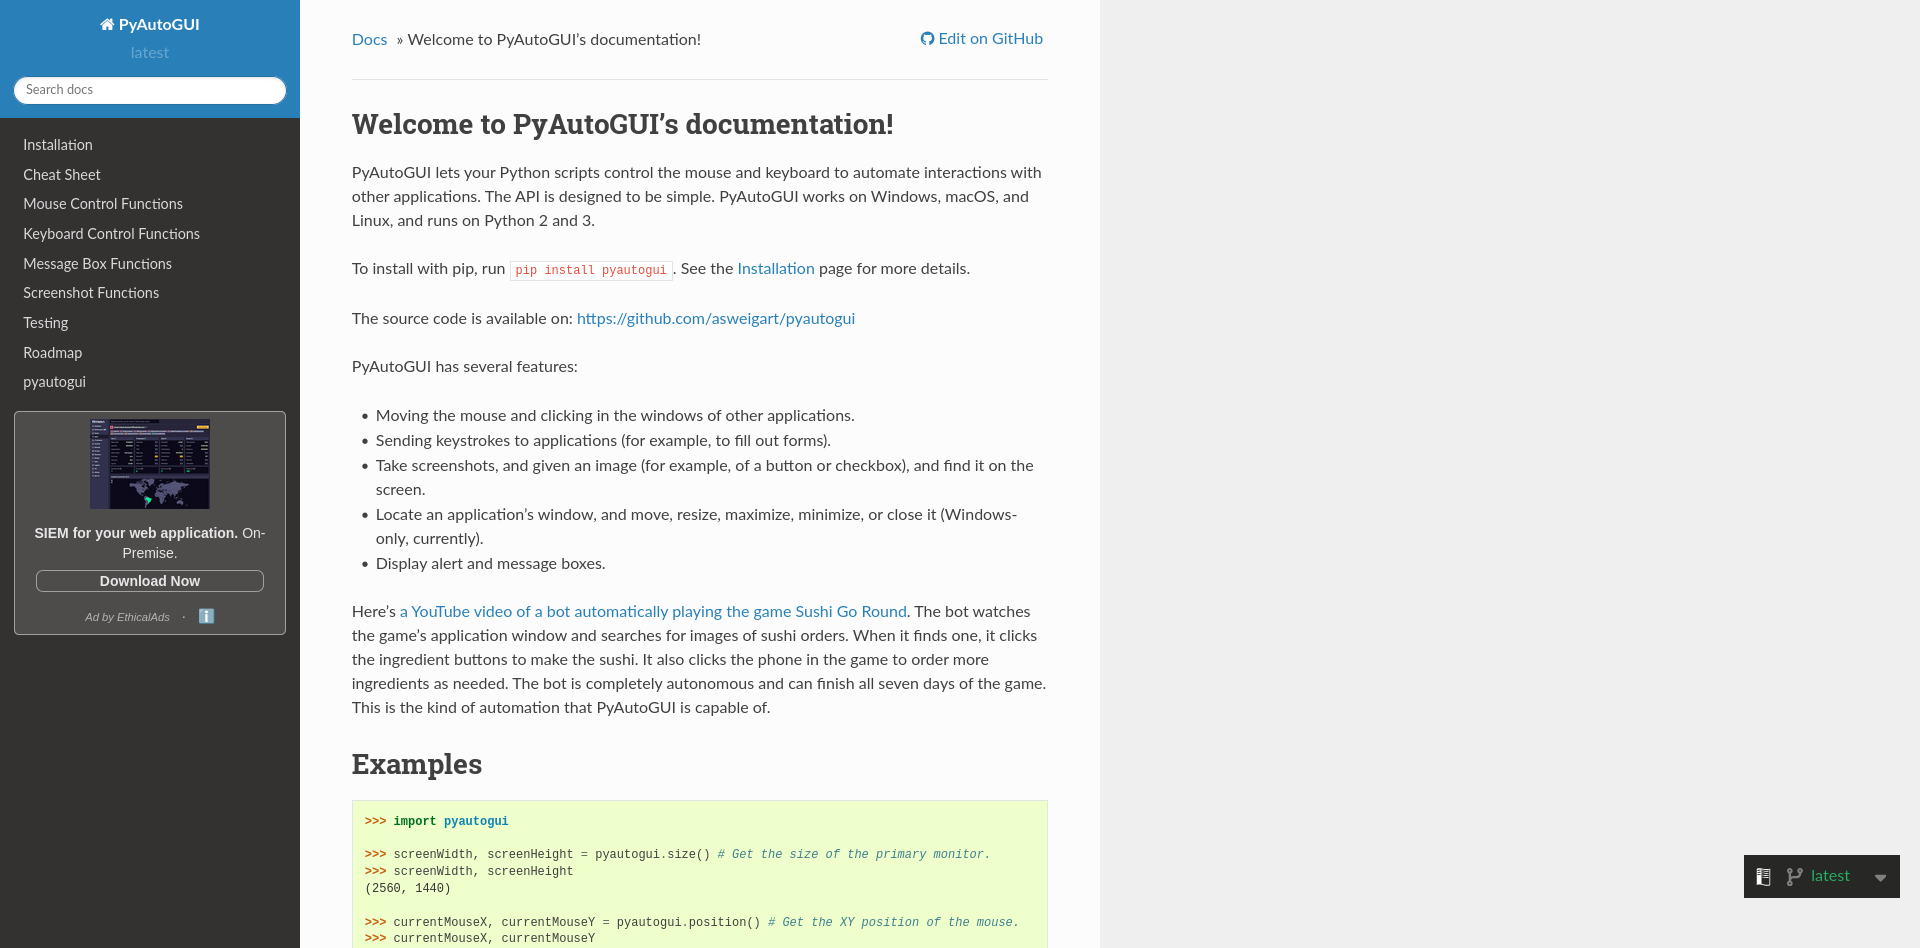 PyAutoGUI
latest
Search docs
Installation
Cheat Sheet
Mouse Control Functions
Keyboard Control Functions
Message Box Functions
Screenshot Functions
Testing
Roadmap
pyautogui
SIEM for your web application. On-
Premise.
Download Now
Ad by EthicalAds · ℹ️
Docs » Welcome to PyAutoGUI’s documentation!
Edit on GitHub
Welcome to PyAutoGUI’s documentation!
PyAutoGUI lets your Python scripts control the mouse and keyboard to automate interactions with
other applications. The API is designed to be simple. PyAutoGUI works on Windows, macOS, and
Linux, and runs on Python 2 and 3.
To install with pip, run pip install pyautogui. See the Installation page for more details.
The source code is available on: https://github.com/asweigart/pyautogui
PyAutoGUI has several features:
• Moving the mouse and clicking in the windows of other applications.
• Sending keystrokes to applications (for example, to fill out forms).
• Take screenshots, and given an image (for example, of a button or checkbox), and find it on the
screen.
• Locate an application’s window, and move, resize, maximize, minimize, or close it (Windows-
only, currently).
• Display alert and message boxes.
Here’s a YouTube video of a bot automatically playing the game Sushi Go Round. The bot watches
the game’s application window and searches for images of sushi orders. When it finds one, it clicks
the ingredient buttons to make the sushi. It also clicks the phone in the game to order more
ingredients as needed. The bot is completely autonomous and can finish all seven days of the game.
This is the kind of automation that PyAutoGUI is capable of.
Examples
>>> import pyautogui
>>> screenWidth, screenHeight = pyautogui.size() # Get the size of the primary monitor.
>>> screenWidth, screenHeight
(2560, 1440)
>>> currentMouseX, currentMouseY = pyautogui.position() # Get the XY position of the mouse.
>>> currentMouseX, currentMouseY
latest